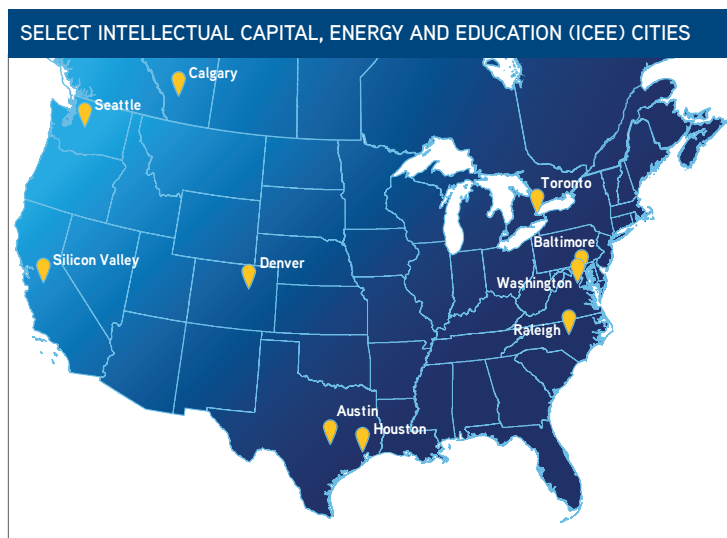 SELECT INTELLECTUAL CAPITAL, ENERGY AND EDUCATION (ICEE) CITIES
Calgary
Seattle
Toronto
Baltimore
Silicon Valley
Denver
Washington
Raleigh
Austin
Houston